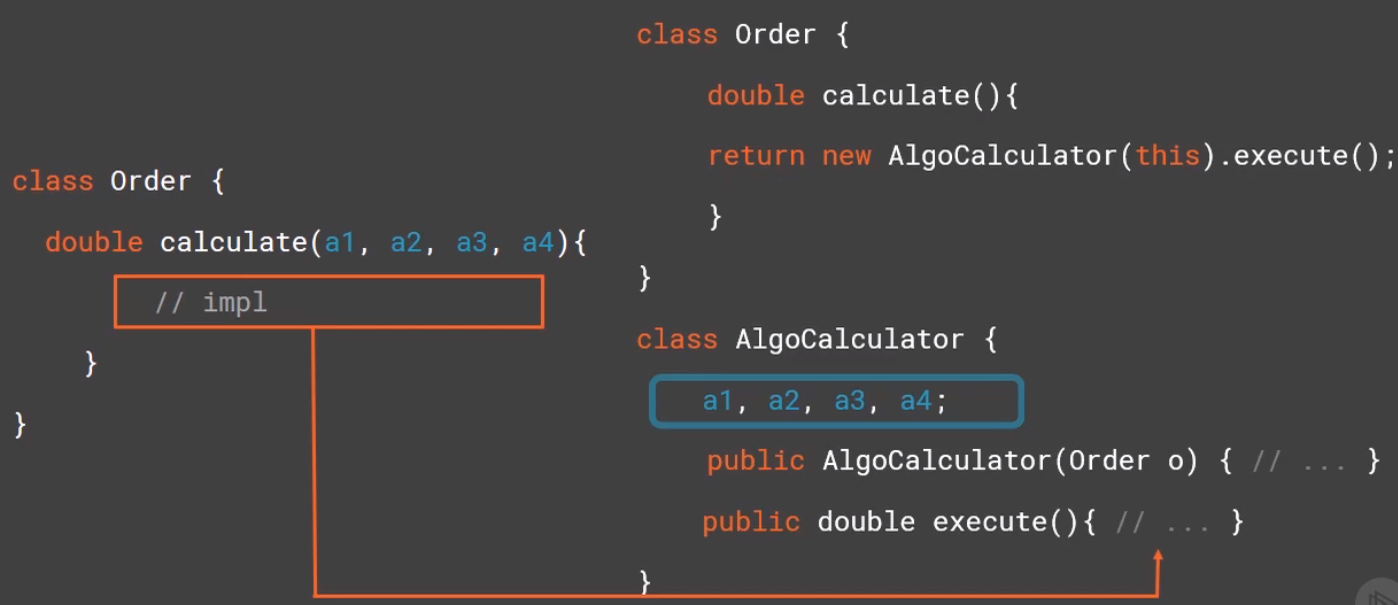 class Order {
double calculate(a1, a2, a3, a4){
// impl
}
}
class Order {
double calculate(){
return new AlgoCalculator(this).execute();
}
}
class AlgoCalculator {
a1, a2, a3, a4;
public AlgoCalculator(Order o) { // ... }
public double execute(){ // ... }
}